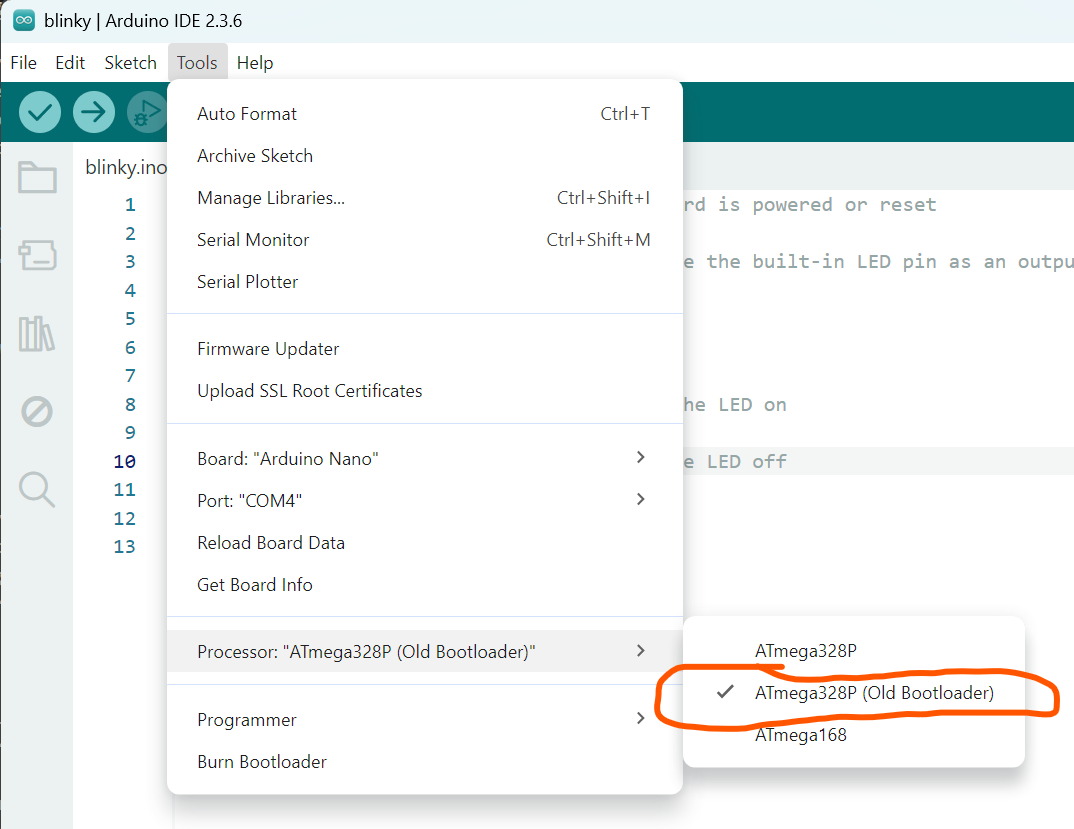 blinky | Arduino IDE 2.3.6
File Edit Sketch Tools Help
Auto Format Ctrl+T
Archive Sketch
blinky.ino
Manage Libraries... Ctrl+Shift+I
1 rd is powered or reset
2
Serial Monitor Ctrl+Shift+M
3 e the built-in LED pin as an outpu
Serial Plotter
4
5
6
Firmware Updater
7
Upload SSL Root Certificates
8 he LED on
9
Board: "Arduino Nano"
10 e LED off
11
Port: "COM4"
12
Reload Board Data
13
Get Board Info
Processor: "ATmega328P (Old Bootloader)"
ATmega328P
ATmega328P (Old Bootloader)
ATmega168
Programmer
Burn Bootloader